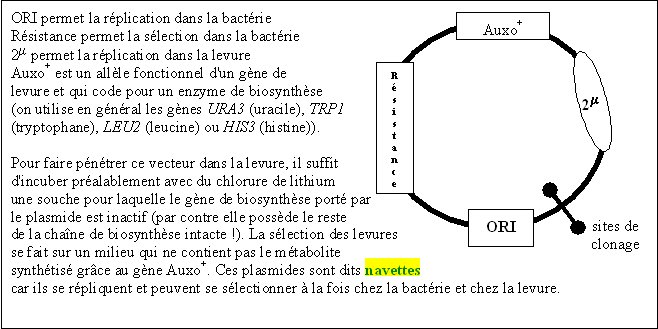 ORI permet la réplication dans la bactérie
Résistance permet la sélection dans la bactérie
2µ permet la réplication dans la levure
Auxo+ est un allèle fonctionnel d'un gène de
levure et qui code pour un enzyme de biosynthèse
(on utilise en général les gènes URA3 (uracile), TRP1
(tryptophane), LEU2 (leucine) ou HIS3 (histine)).
Pour faire pénétrer ce vecteur dans la levure, il suffit
d'incuber préalablement avec du chlorure de lithium
une souche pour laquelle le gène de biosynthèse porté par
le plasmide est inactif (par contre elle possède le reste
de la chaîne de biosynthèse intacte !). La sélection des levures
se fait sur un milieu qui ne contient pas le métabolite
synthétisé grâce au gène Auxo+. Ces plasmides sont dits navettes
car ils se répliquent et peuvent se sélectionner à la fois chez la bactérie et chez la levure.
Auxo+
Résistance
2µ
ORI
sites de
clonage